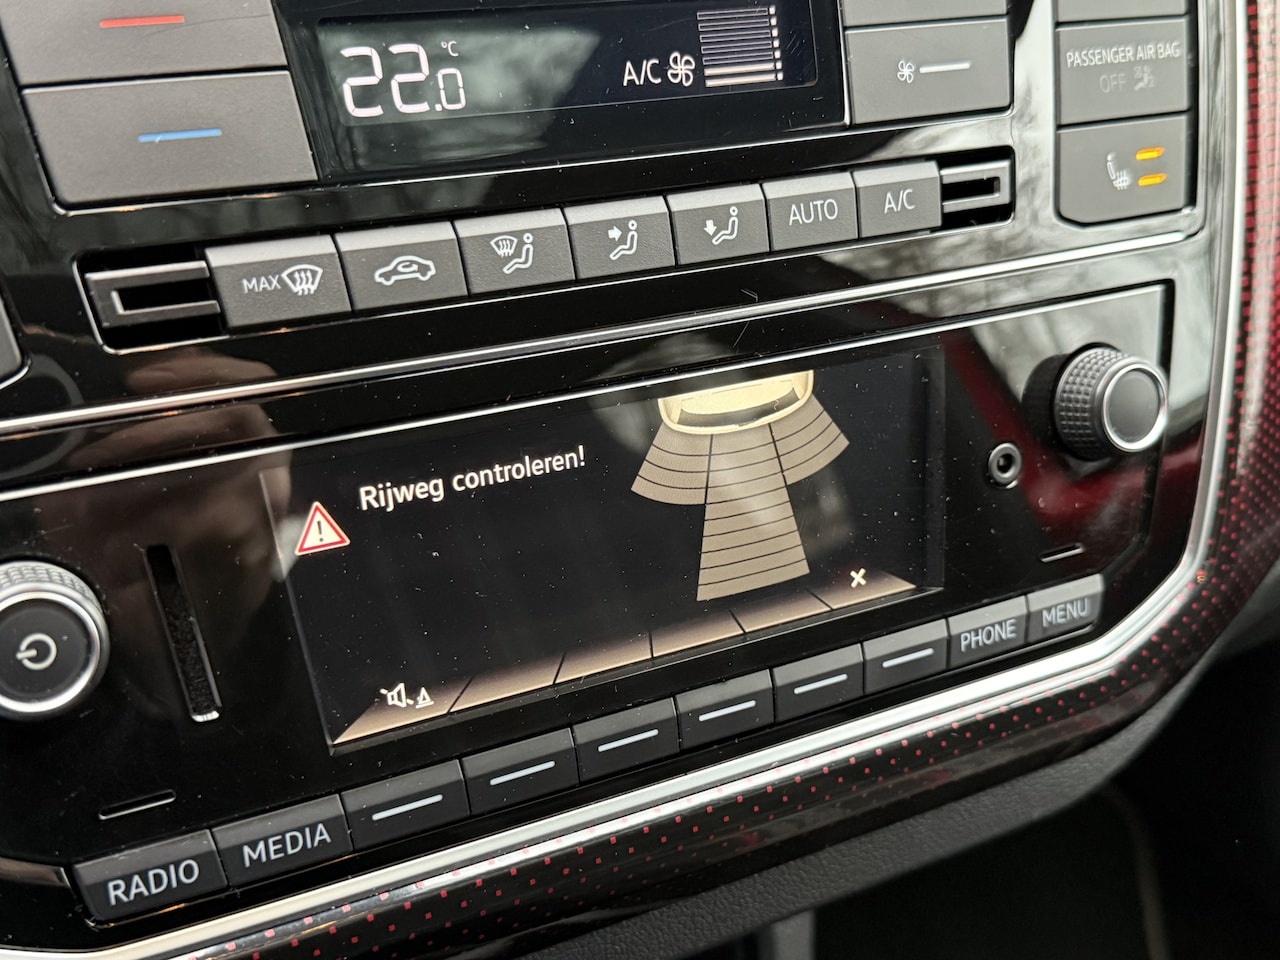 22.0 °C
A/C
PASSENGER AIR BAG
OFF
MAX
AUTO
A/C
Rijweg controleren!
RADIO
MEDIA
PHONE
MENU